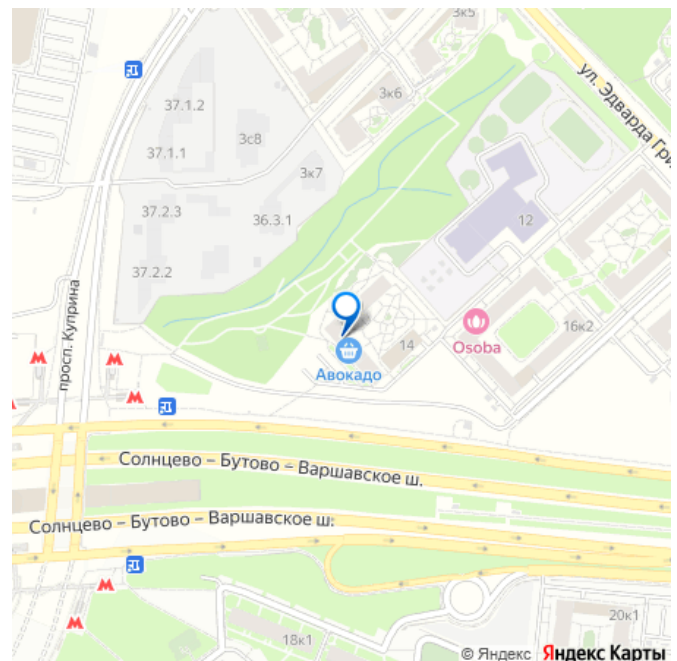 3к5
37.1.2
3к6
3с8
37.1.1
3к7
ул. Эдварда Гри
12
37.2.3
36.3.1
37.2.2
просп. Куприна
16к2
Osoba
14
Авокадо
Солнцево – Бутово – Варшавское ш.
Солнцево – Бутово – Варшавское ш.
20к1
18к1
© Яндекс Яндекс Карты